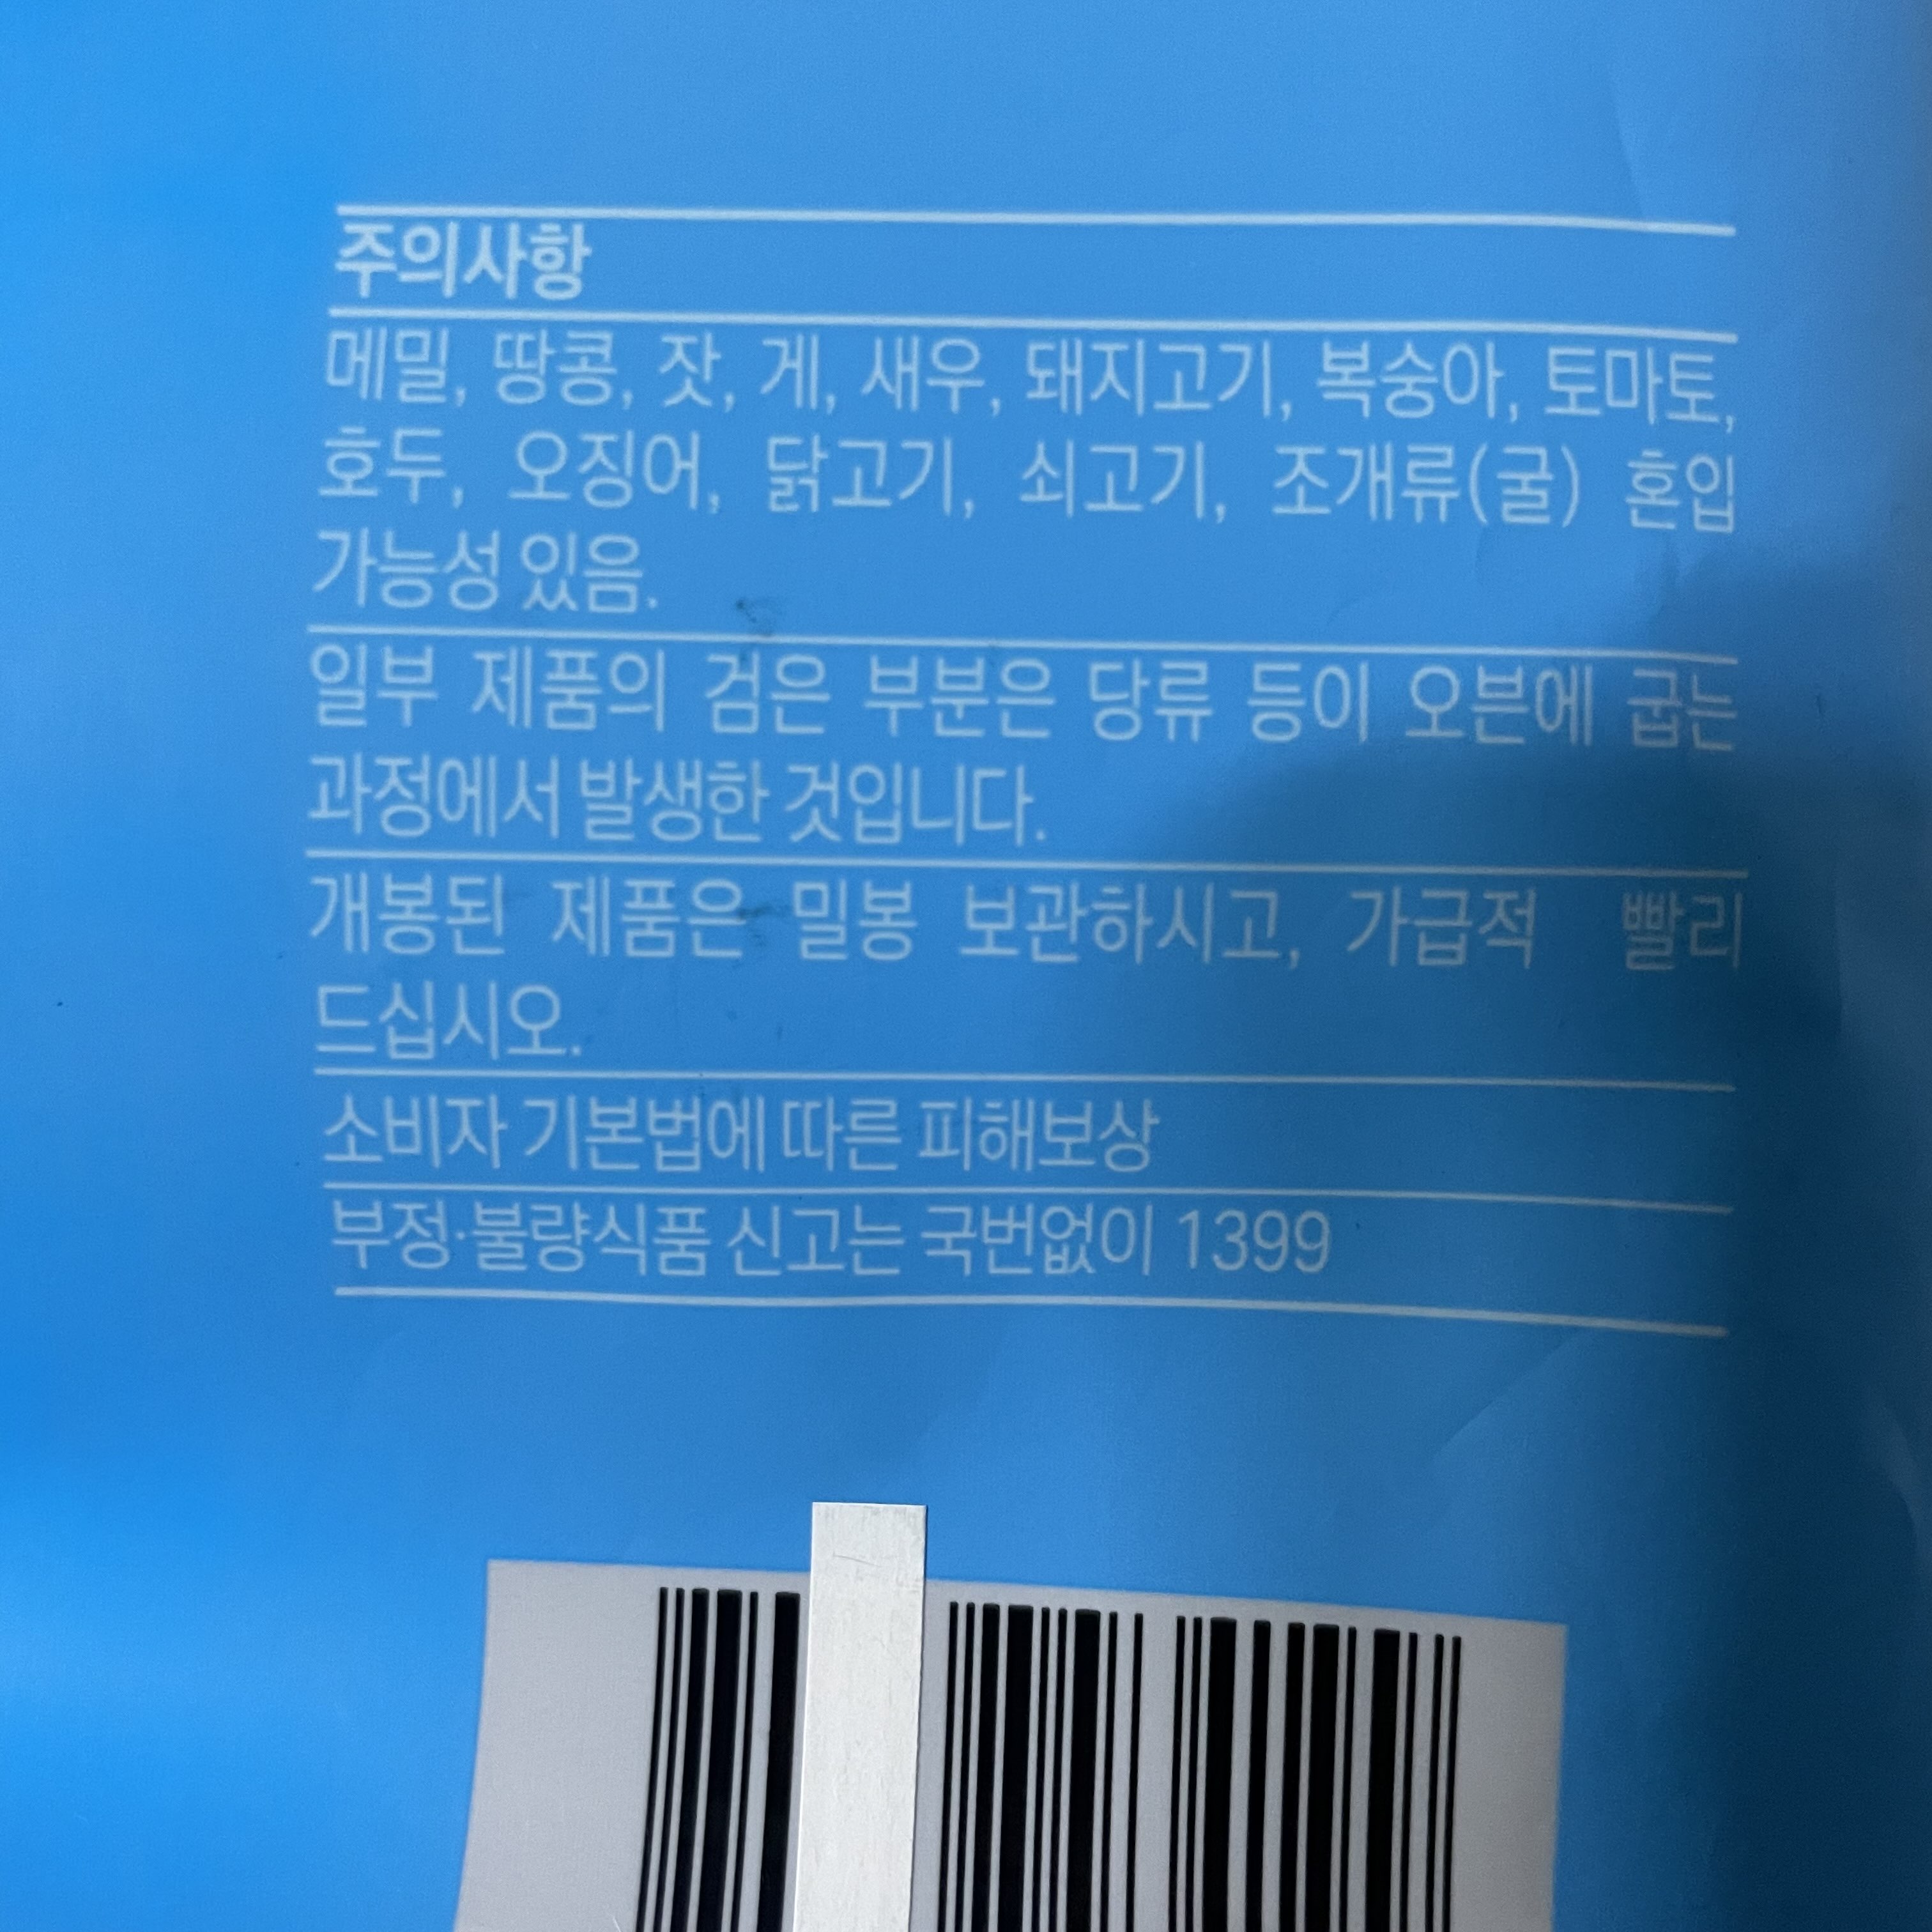 주의사항
메밀, 땅콩, 잣, 게, 새우, 돼지고기, 복숭아, 토마토,
호두, 오징어, 닭고기, 쇠고기, 조개류(굴) 혼입
가능성 있음.
일부 제품의 검은 부분은 당류 등이 오븐에 굽는
과정에서 발생한 것입니다.
개봉된 제품은 밀봉 보관하시고, 가급적 빨리
드십시오.
소비자 기본법에 따른 피해보상
부정·불량식품 신고는 국번없이 1399